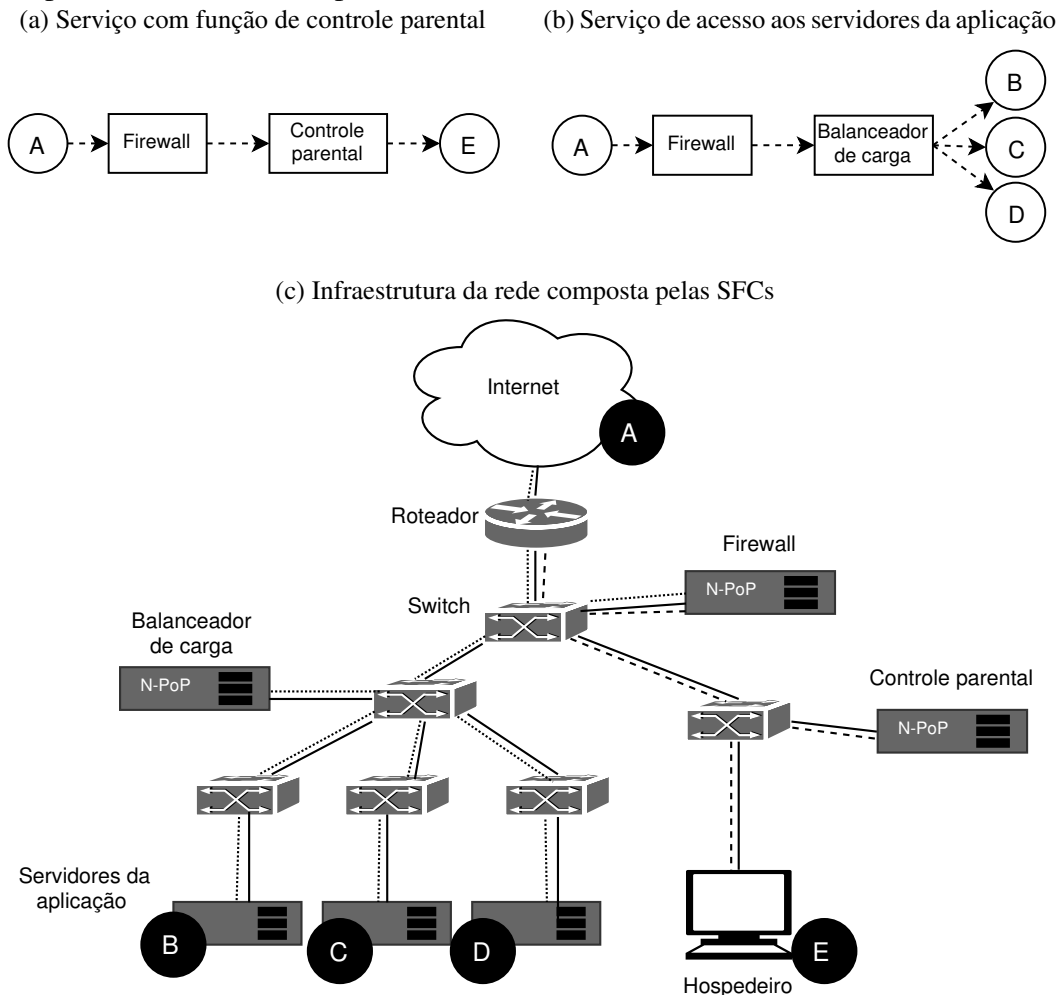 (a) Serviço com função de controle parental
(b) Serviço de acesso aos servidores da aplicação
A
Firewall
Controle
parental
E
A
Firewall
Balanceador
de carga
B
C
D
(c) Infraestrutura da rede composta pelas SFCs
Internet
A
Roteador
Firewall
N-PoP
Switch
Balanceador
de carga
N-PoP
Controle parental
N-PoP
Servidores da
aplicação
B
C
D
E
Hospedeiro